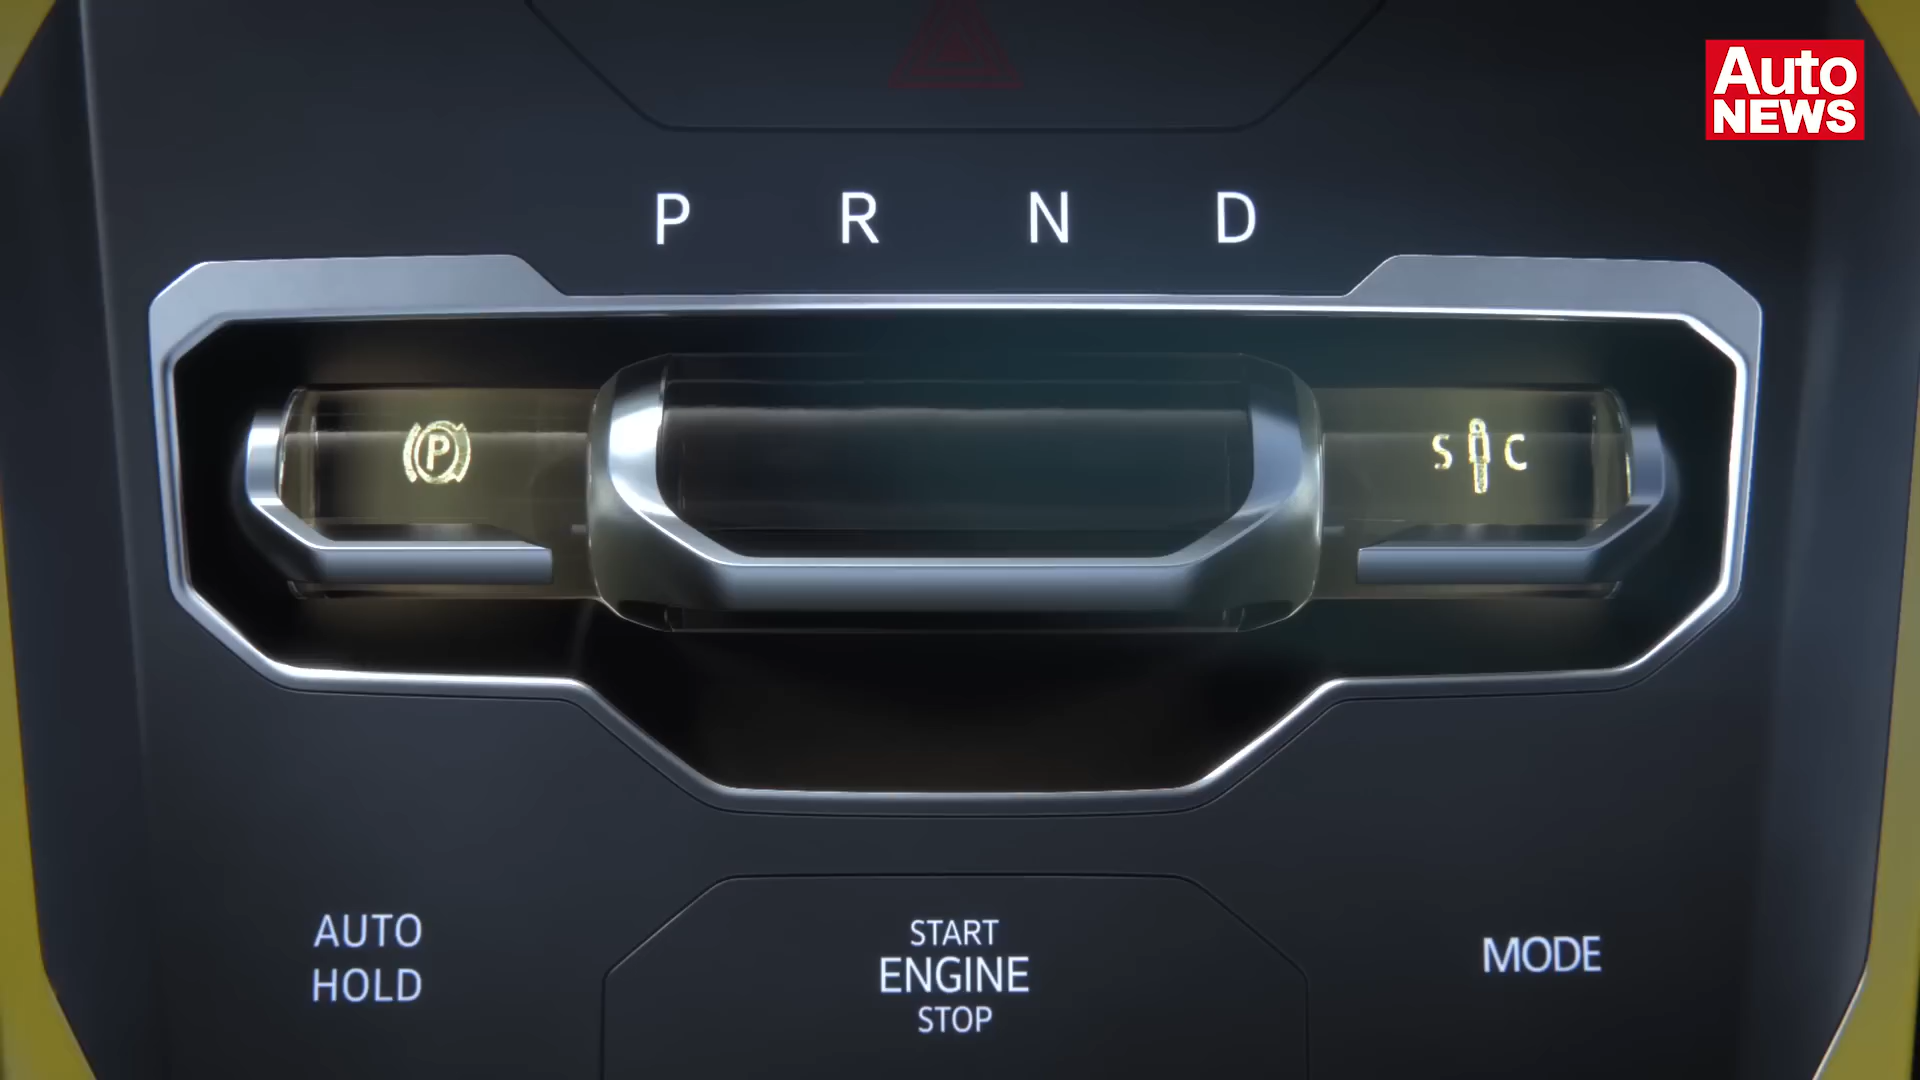 Auto
NEWS
P R N D
P
S C
AUTO
HOLD
START
ENGINE
STOP
MODE